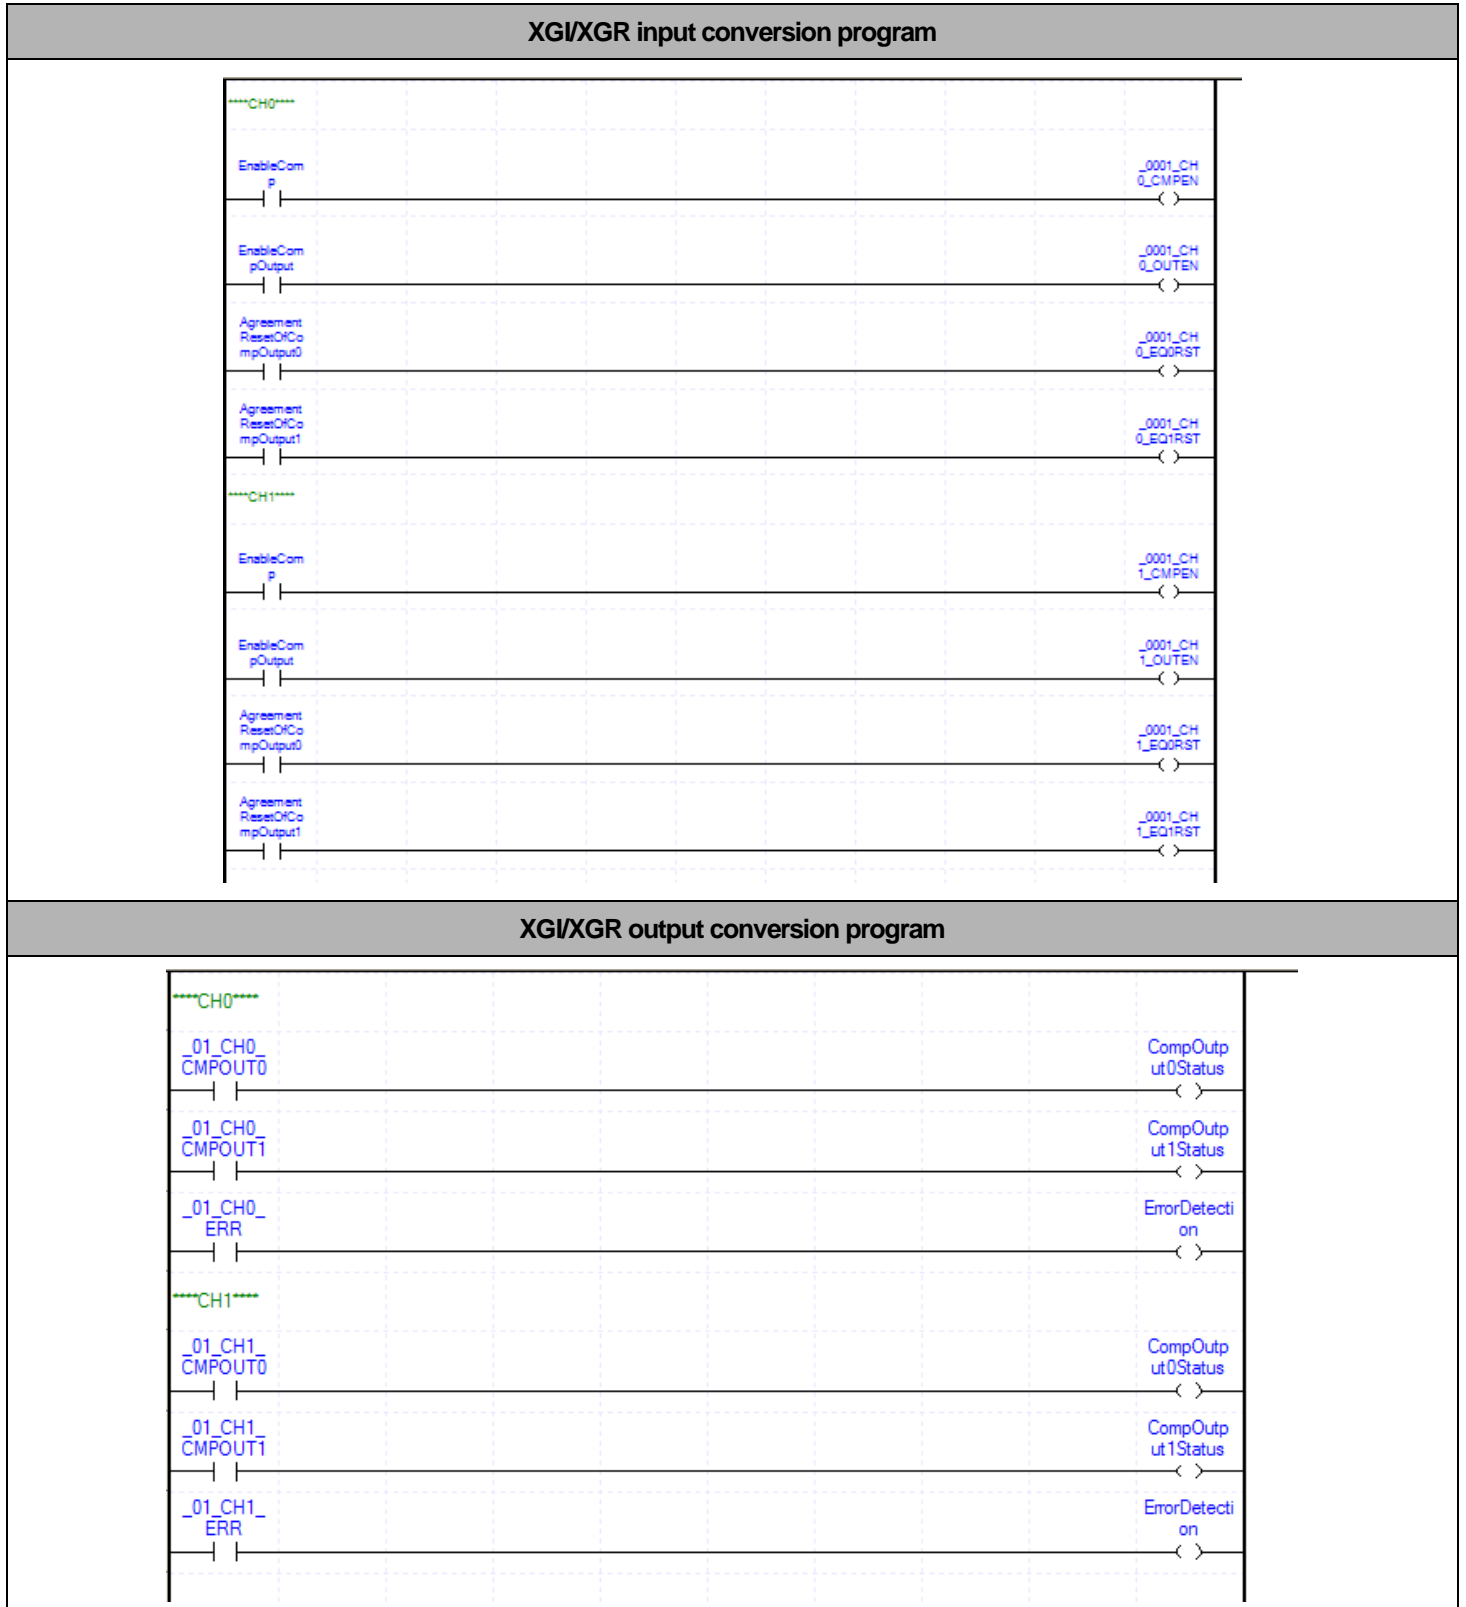 XGI/XGR input conversion program
****CH0****
EnableCom
p
_0001_CH
0_CMPEN
EnableCom
pOutput
_0001_CH
0_OUTEN
Agreement
ResetOfCo
mpOutput0
_0001_CH
0_EQ0RST
Agreement
ResetOfCo
mpOutput1
_0001_CH
0_EQ1RST
****CH1****
EnableCom
p
_0001_CH
1_CMPEN
EnableCom
pOutput
_0001_CH
1_OUTEN
Agreement
ResetOfCo
mpOutput0
_0001_CH
1_EQ0RST
Agreement
ResetOfCo
mpOutput1
_0001_CH
1_EQ1RST
XGI/XGR output conversion program
****CH0****
_01_CH0_
CMPOUT0
CompOutp
ut0Status
_01_CH0_
CMPOUT1
CompOutp
ut1Status
_01_CH0_
ERR
ErrorDetecti
on
****CH1****
_01_CH1_
CMPOUT0
CompOutp
ut0Status
_01_CH1_
CMPOUT1
CompOutp
ut1Status
_01_CH1_
ERR
ErrorDetecti
on